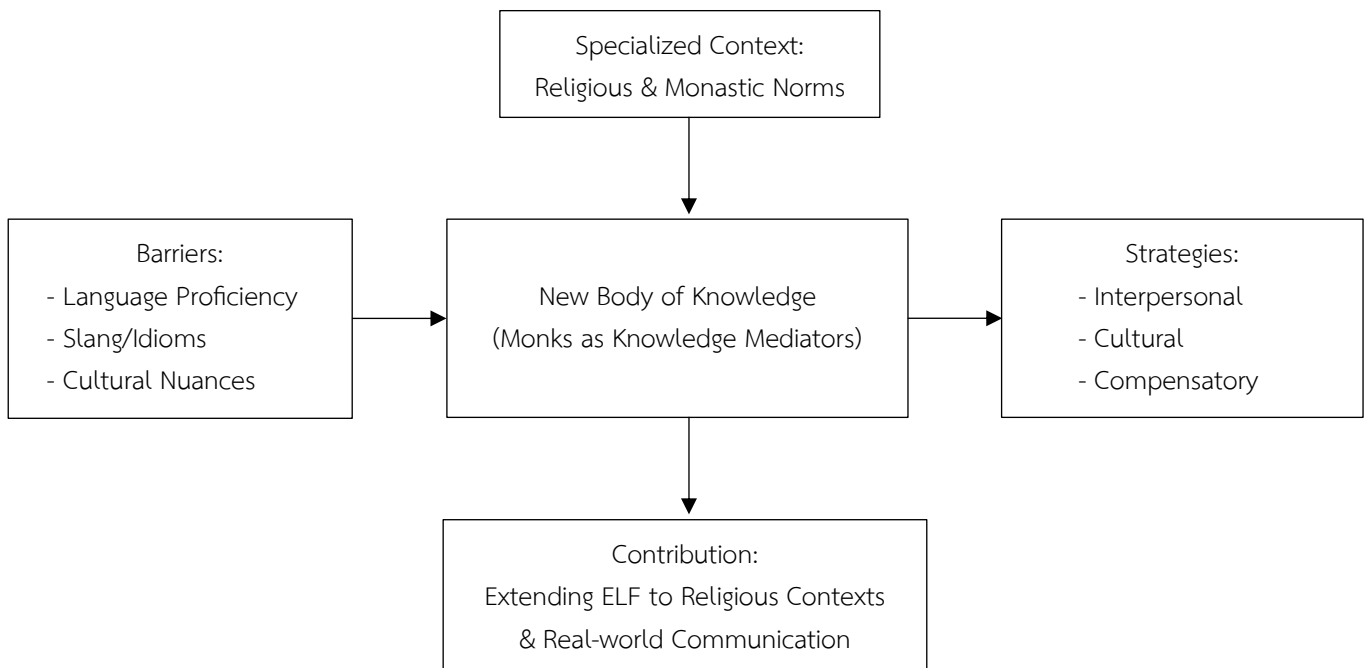 Specialized Context:
Religious & Monastic Norms
Barriers:
- Language Proficiency
- Slang/Idioms
- Cultural Nuances
New Body of Knowledge
(Monks as Knowledge Mediators)
Strategies:
- Interpersonal
- Cultural
- Compensatory
Contribution:
Extending ELF to Religious Contexts
& Real-world Communication